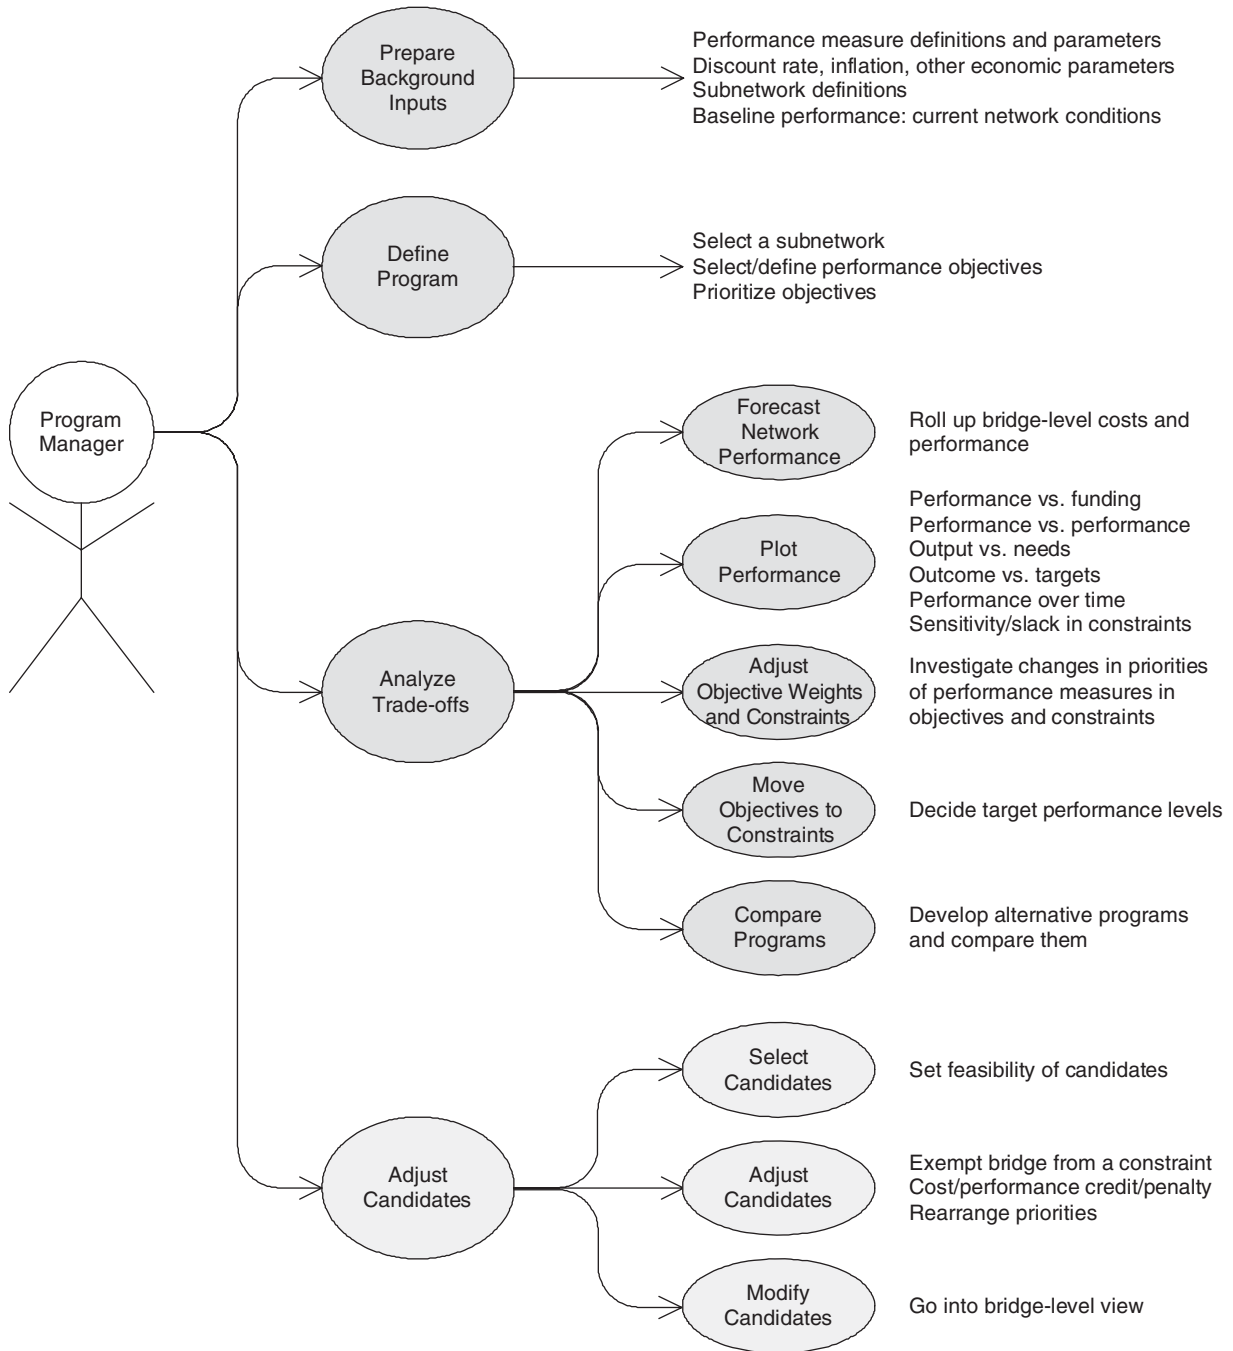 Prepare
Background
Inputs
Performance measure definitions and parameters
Discount rate, inflation, other economic parameters
Subnetwork definitions
Baseline performance: current network conditions
Define
Program
Select a subnetwork
Select/define performance objectives
Prioritize objectives
Program
Manager
Forecast
Network
Performance
Roll up bridge-level costs and
performance
Plot
Performance
Performance vs. funding
Performance vs. performance
Output vs. needs
Outcome vs. targets
Performance over time
Sensitivity/slack in constraints
Analyze
Trade-offs
Adjust
Objective Weights
and Constraints
Investigate changes in priorities
of performance measures in
objectives and constraints
Move
Objectives to
Constraints
Decide target performance levels
Compare
Programs
Develop alternative programs
and compare them
Select
Candidates
Set feasibility of candidates
Adjust
Candidates
Adjust
Candidates
Exempt bridge from a constraint
Cost/performance credit/penalty
Rearrange priorities
Modify
Candidates
Go into bridge-level view